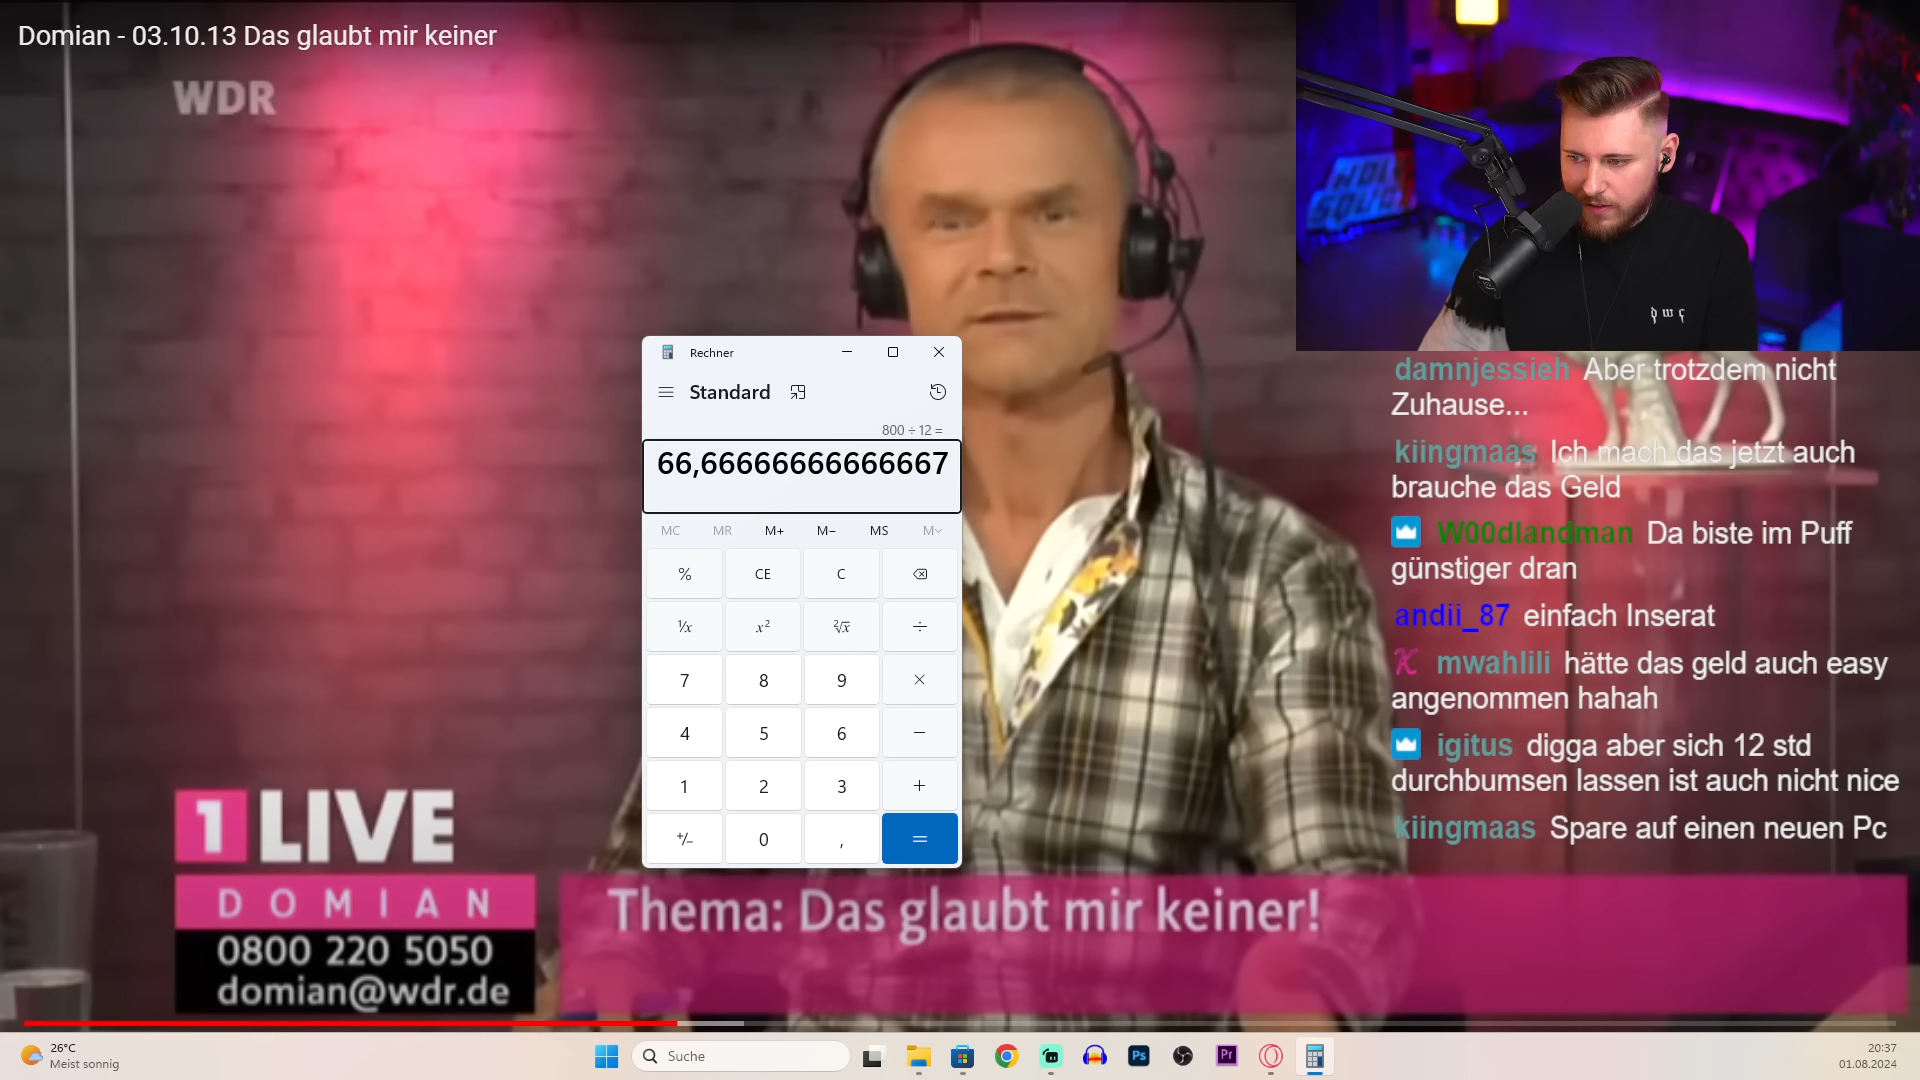 Domian - 03.10.13 Das glaubt mir keiner
WDR
damnjessieh Aber trotzdem nicht
Zuhause...
kiingmaas Ich mach das jetzt auch
brauche das Geld
W00dlandman Da biste im Puff
günstiger dran
andii_87 einfach Inserat
mwahlili hätte das geld auch easy
angenommen hahah
igitus digga aber sich 12 std
durchbumsen lassen ist auch nicht nice
kiingmaas Spare auf einen neuen Pc
Rechner
Standard
800 ÷ 12 =
66,66666666666667
MC MR M+ M− MS M
% CE C
⅟x x² ²√x ÷
7 8 9 ×
4 5 6 −
1 2 3 +
+/− 0 , =
1 LIVE
DOMIAN
0800 220 5050
domian@wdr.de
Thema: Das glaubt mir keiner!
26°C
Meist sonnig
Suche
Ps
Pr
20:37
01.08.2024